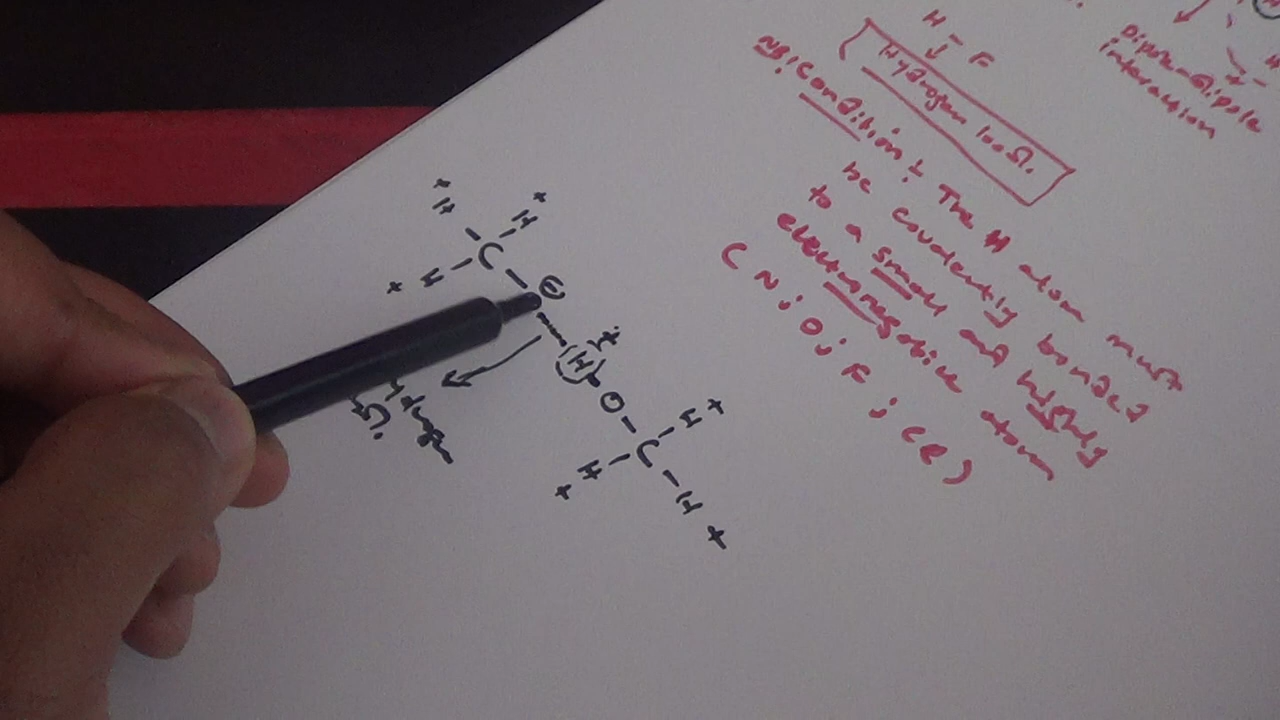 H
F
Hydrogen bond.
Dipole-Dipole
interaction
NB: Condition: The H atom must
be covalently bonded
to a small and highly
electronegative atom
( N; O; F; Cl )
+ +
H H
C
+ H
H +
O
C
H +
+ H
H
+